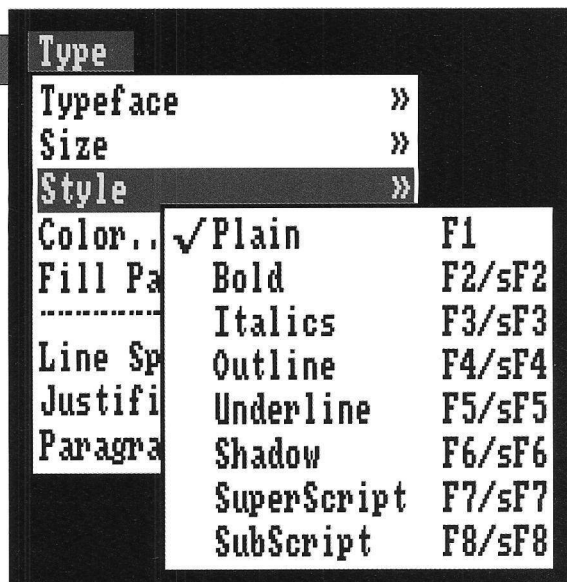 Type
Typeface »
Size »
Style »
Color.. ✓Plain F1
Fill Pa Bold F2/sF2
Italics F3/sF3
Line Sp Outline F4/sF4
Justifi Underline F5/sF5
Paragra Shadow F6/sF6
SuperScript F7/sF7
SubScript F8/sF8